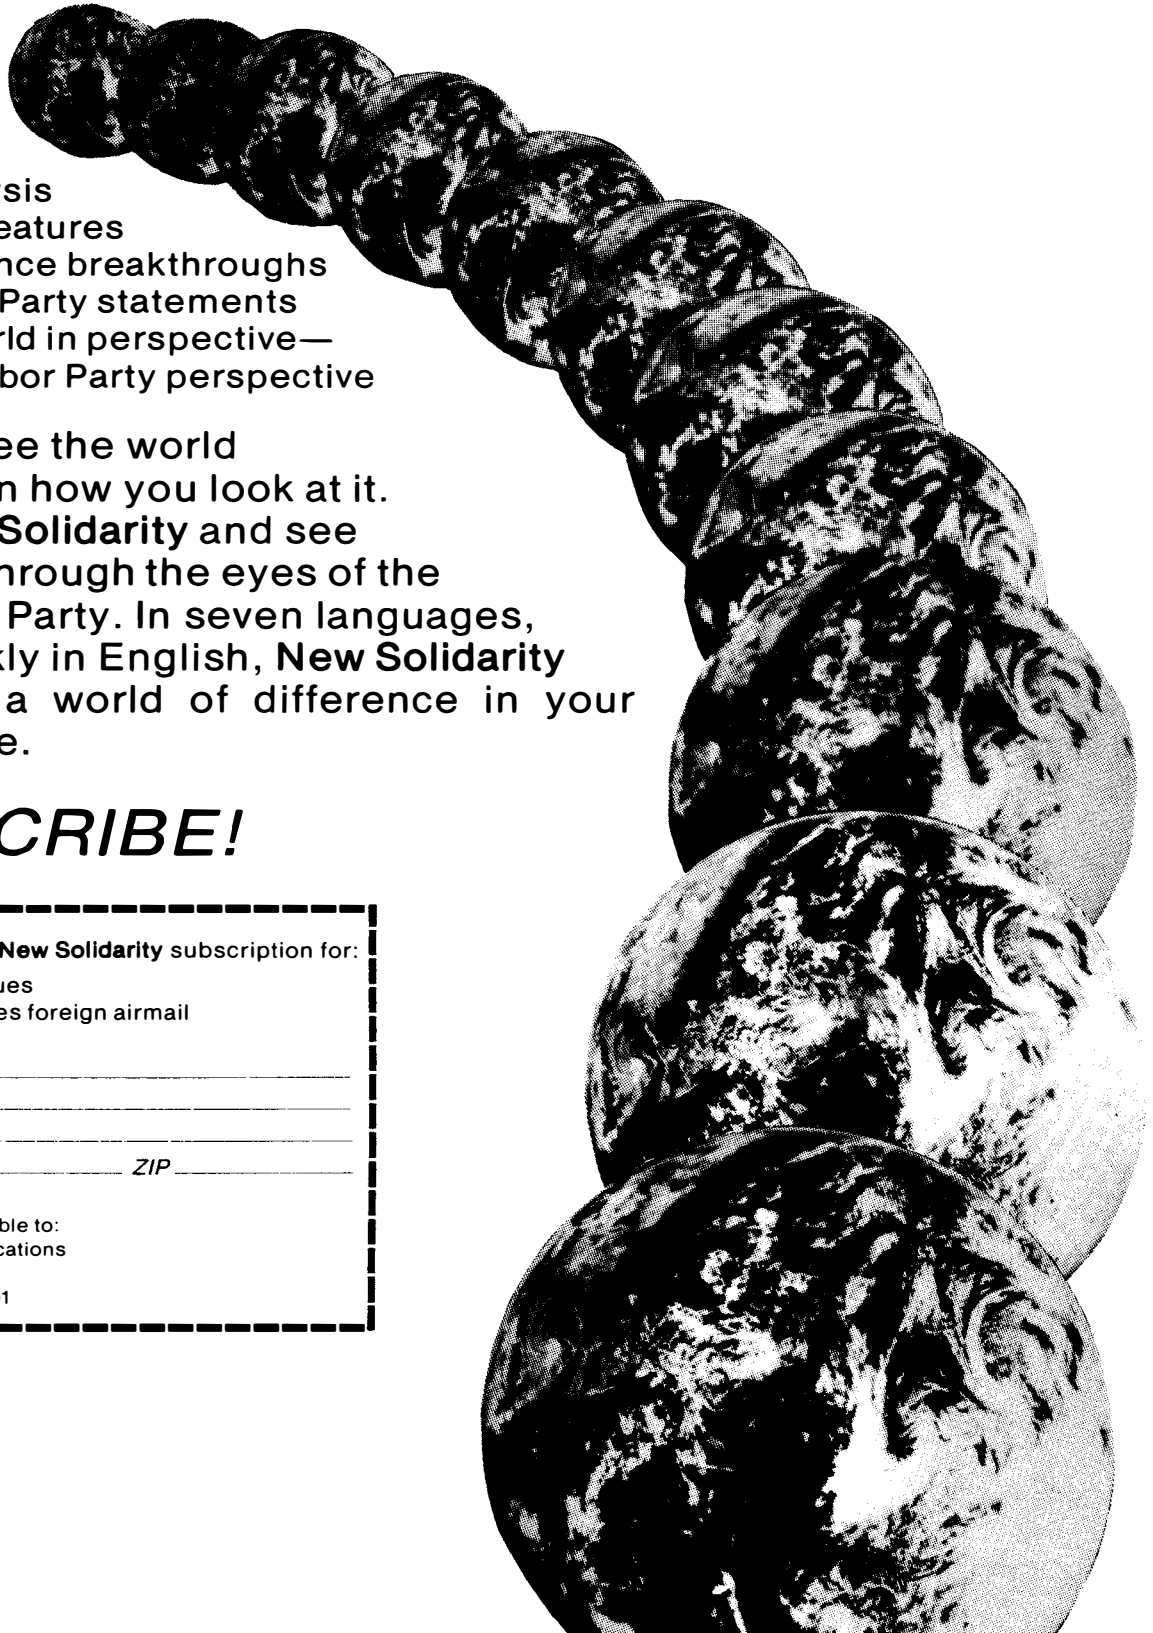 ysis
eatures
nce breakthroughs
Party statements
rld in perspective—
bor Party perspective
ee the world
n how you look at it.
Solidarity and see
hrough the eyes of the
Party. In seven languages,
kly in English, New Solidarity
a world of difference in your
e.
CRIBE!
New Solidarity subscription for:
ues
es foreign airmail
ZIP
ble to:
cations
01